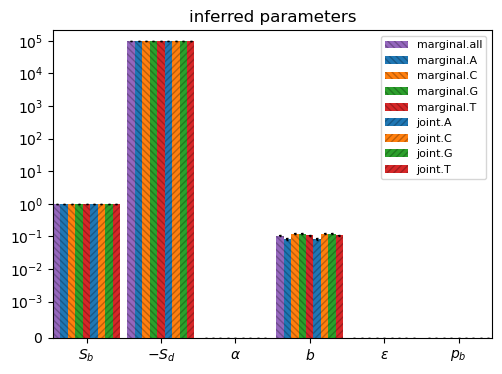 inferred parameters
10^5
10^4
10^3
10^2
10^1
10^0
10^-1
10^-2
10^-3
0
marginal.all
marginal.A
marginal.C
marginal.G
marginal.T
joint.A
joint.C
joint.G
joint.T
S_b
-S_d
α
b
ε
p_b